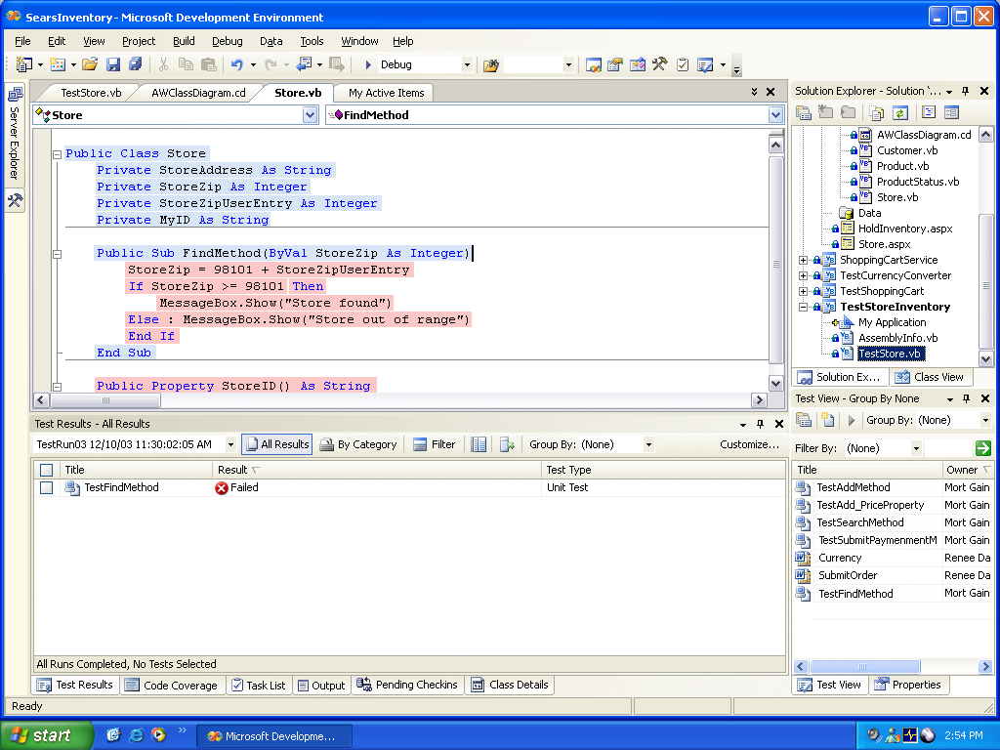 SearsInventory - Microsoft Development Environment
File Edit View Project Build Debug Data Tools Window Help
Debug
Server Explorer
TestStore.vb AWClassDiagram.cd Store.vb My Active Items
Store FindMethod
Public Class Store
Private StoreAddress As String
Private StoreZip As Integer
Private StoreZipUserEntry As Integer
Private MyID As String
Public Sub FindMethod(ByVal StoreZip As Integer)
StoreZip = 98101 + StoreZipUserEntry
If StoreZip >= 98101 Then
MessageBox.Show("Store found")
Else : MessageBox.Show("Store out of range")
End If
End Sub
Public Property StoreID() As String
Solution Explorer - Solution '...
AWClassDiagram.cd
Customer.vb
Product.vb
ProductStatus.vb
Store.vb
Data
HoldInventory.aspx
Store.aspx
ShoppingCartService
TestCurrencyConverter
TestShoppingCart
TestStoreInventory
My Application
AssemblyInfo.vb
TestStore.vb
Solution Ex... Class View
Test Results - All Results
TestRun03 12/10/03 11:30:02:05 AM All Results By Category Filter Group By: (None) Customize...
Title Result Test Type
TestFindMethod Failed Unit Test
All Runs Completed, No Tests Selected
Test Results Code Coverage Task List Output Pending Checkins Class Details
Test View - Group By None
Group By: (None)
Filter By: (None)
Title Owner
TestAddMethod Mort Gain
TestAdd_PriceProperty Mort Gain
TestSearchMethod Mort Gain
TestSubmitPaymenmentM Mort Gain
Currency Renee Da
SubmitOrder Renee Da
TestFindMethod Mort Gain
Test View Properties
Ready
start Microsoft Developme... 2:54 PM